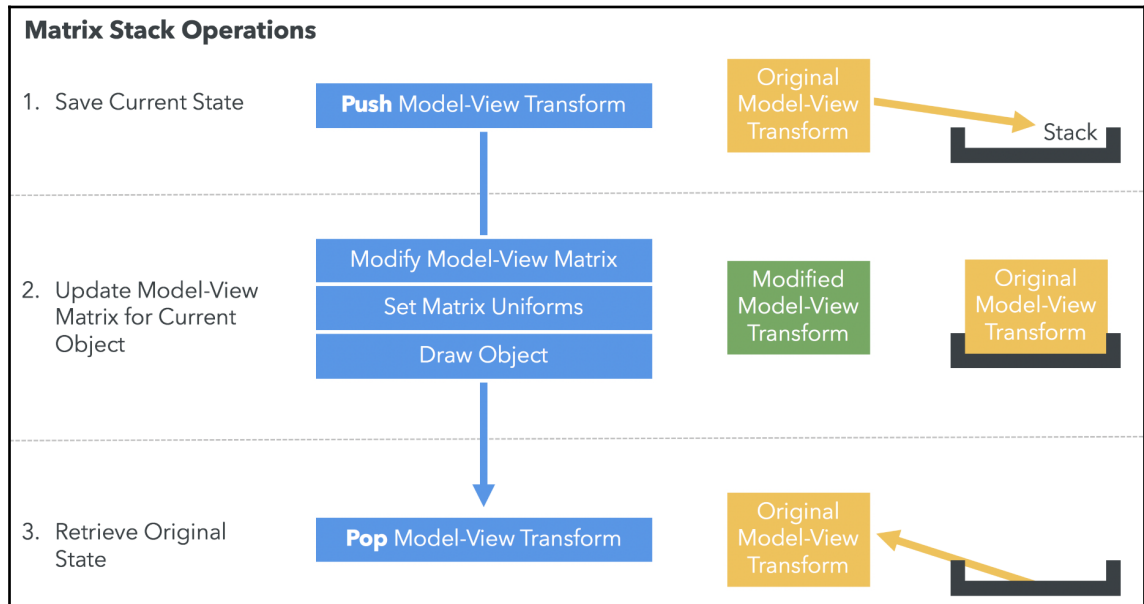 Matrix Stack Operations
1. Save Current State
Push Model-View Transform
Original
Model-View
Transform
Stack
2. Update Model-View
Matrix for Current
Object
Modify Model-View Matrix
Set Matrix Uniforms
Draw Object
Modified
Model-View
Transform
Original
Model-View
Transform
3. Retrieve Original
State
Pop Model-View Transform
Original
Model-View
Transform